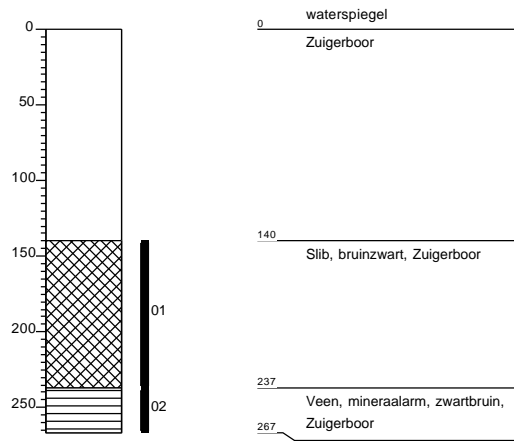 waterspiegel
0
0
Zuigerboor
50
100
140
150
Slib, bruinzwart, Zuigerboor
01
200
237
Veen, mineraalarm, zwartbruin,
250
02
Zuigerboor
267